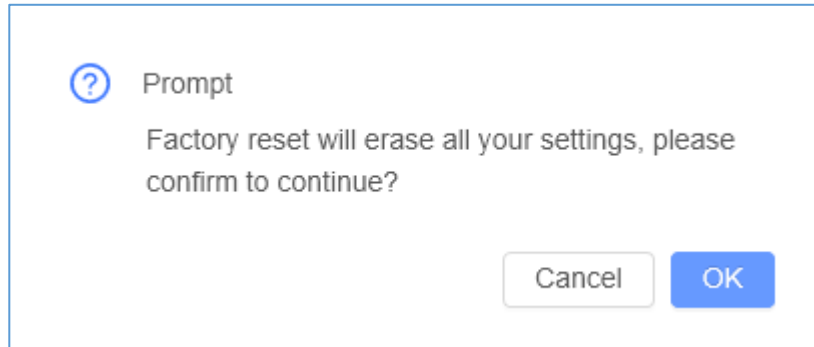 Prompt
Factory reset will erase all your settings, please
confirm to continue?
Cancel
OK